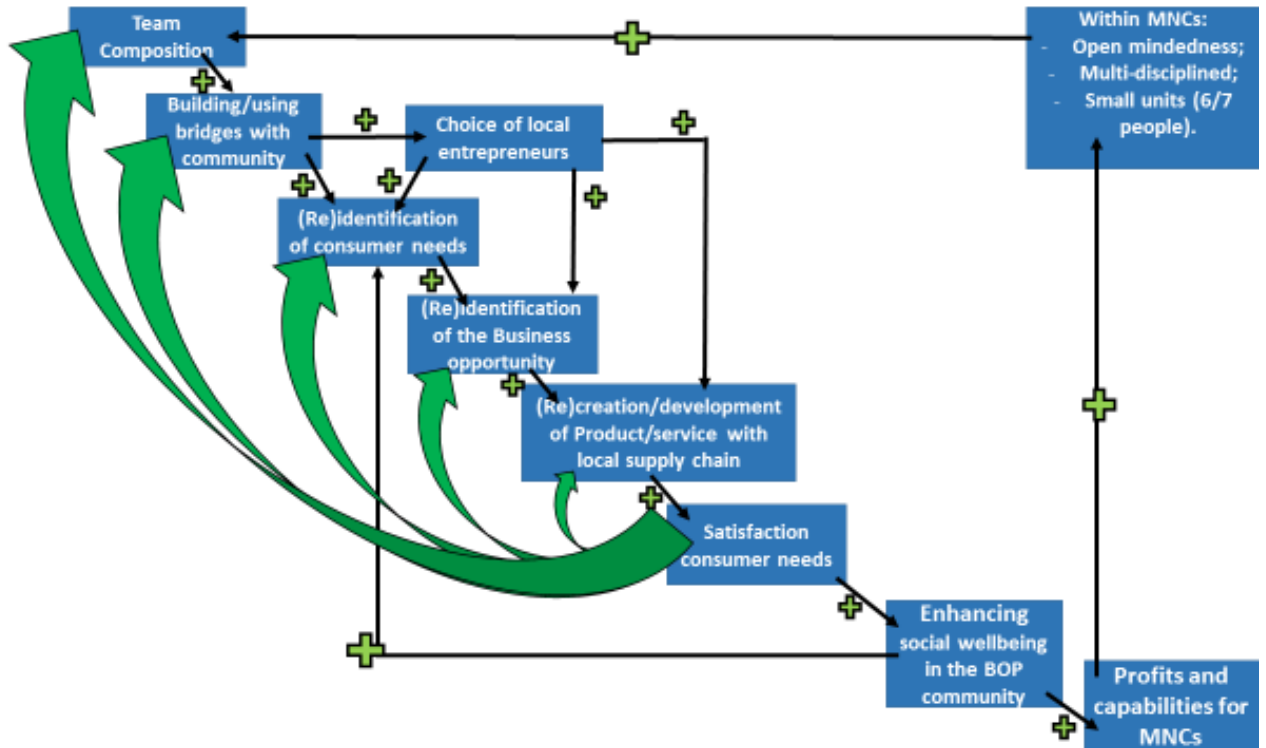 Team
Composition
Within MNCs:
- Open mindedness;
- Multi-disciplined;
- Small units (6/7
people).
Building/using
bridges with
community
Choice of local
entrepreneurs
(Re)identification
of consumer needs
(Re)identification
of the Business
opportunity
(Re)creation/development
of Product/service with
local supply chain
Satisfaction
consumer needs
Enhancing
social wellbeing
in the BOP
community
Profits and
capabilities for
MNCs